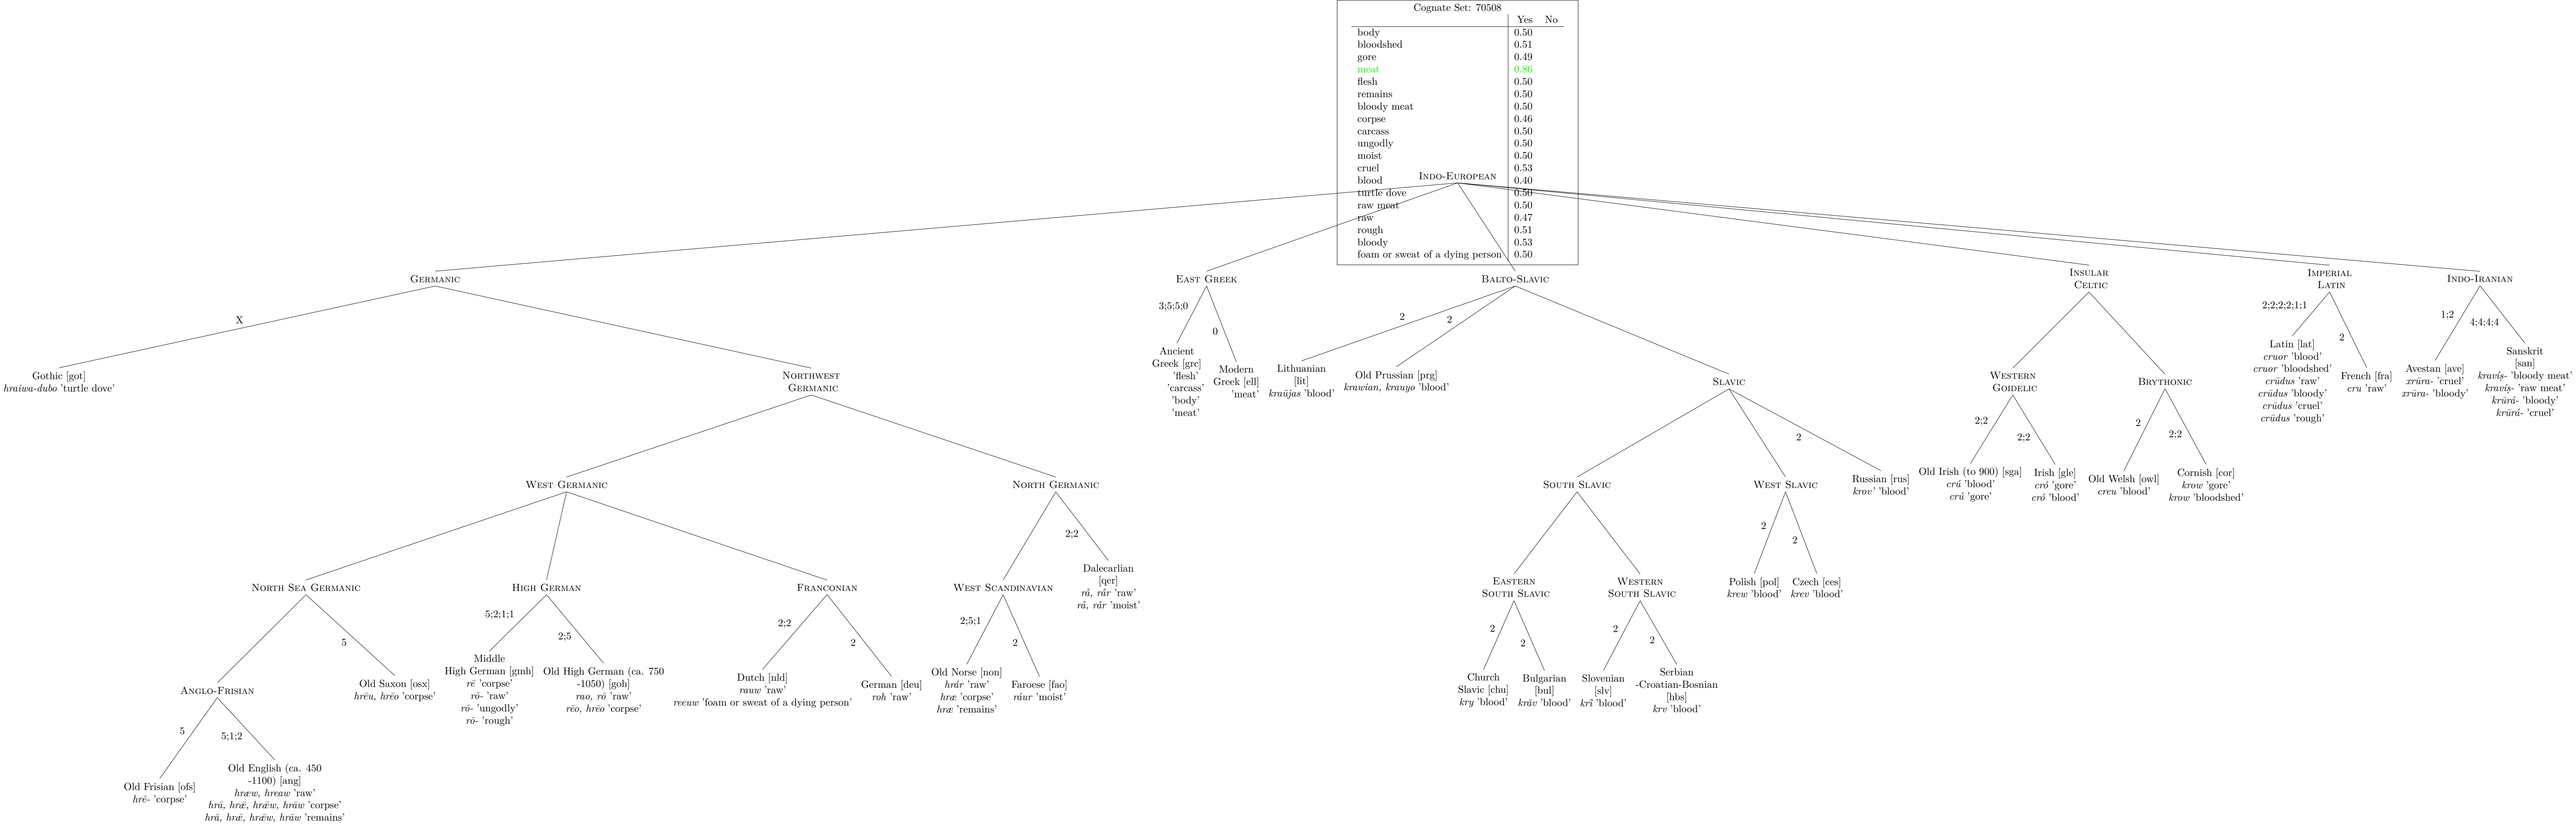 Cognate Set: 70508
Yes No
body 0.50
bloodshed 0.51
gore 0.49
meat 0.86
flesh 0.50
remains 0.50
bloody meat 0.50
corpse 0.46
carcass 0.50
ungodly 0.50
moist 0.50
cruel 0.53
blood 0.40
turtle dove 0.50
raw meat 0.50
raw 0.47
rough 0.51
bloody 0.53
foam or sweat of a dying person 0.50
Indo-European
Germanic
X
Gothic [got]
hraiwa-dubo 'turtle dove'
Northwest
Germanic
West Germanic
North Sea Germanic
Anglo-Frisian
5
Old Frisian [ofs]
hrē- 'corpse'
5;1;2
Old English (ca. 450
-1100) [ang]
hræw, hreaw 'raw'
hrā, hrǣ, hrǣw, hrāw 'corpse'
hrā, hrǣ, hrǣw, hrāw 'remains'
5
Old Saxon [osx]
hrēu, hrēo 'corpse'
High German
5;2;1;1
Middle
High German [gmh]
rē 'corpse'
rō- 'raw'
rō- 'ungodly'
rō- 'rough'
2;5
Old High German (ca. 750
-1050) [goh]
rao, rō 'raw'
rēo, hrēo 'corpse'
Franconian
2;2
Dutch [nld]
rauw 'raw'
reeuw 'foam or sweat of a dying person'
2
German [deu]
roh 'raw'
North Germanic
West Scandinavian
2;5;1
Old Norse [non]
hrár 'raw'
hræ 'corpse'
hræ 'remains'
2
Faroese [fao]
ráur 'moist'
2;2
Dalecarlian
[qer]
rå, rår 'raw'
rå, rår 'moist'
East Greek
3;5;5;0
Ancient
Greek [grc]
'flesh'
'carcass'
'body'
'meat'
0
Modern
Greek [ell]
'meat'
Balto-Slavic
2
Lithuanian
[lit]
kraũjas 'blood'
2
Old Prussian [prg]
krawian, krauyo 'blood'
Slavic
South Slavic
Eastern
South Slavic
2
Church
Slavic [chu]
kry 'blood'
2
Bulgarian
[bul]
krăv 'blood'
Western
South Slavic
2
Slovenian
[slv]
krȋ 'blood'
2
Serbian
-Croatian-Bosnian
[hbs]
krv 'blood'
West Slavic
2
Polish [pol]
krew 'blood'
2
Czech [ces]
krev 'blood'
2
Russian [rus]
krov' 'blood'
Insular
Celtic
Western
Goidelic
2;2
Old Irish (to 900) [sga]
crú 'blood'
crú 'gore'
2;2
Irish [gle]
cró 'gore'
cró 'blood'
Brythonic
2
Old Welsh [owl]
creu 'blood'
2;2
Cornish [cor]
krow 'gore'
krow 'bloodshed'
Imperial
Latin
2;2;2;2;1;1
Latin [lat]
cruor 'blood'
cruor 'bloodshed'
crūdus 'raw'
crūdus 'bloody'
crūdus 'cruel'
crūdus 'rough'
2
French [fra]
cru 'raw'
Indo-Iranian
1;2
Avestan [ave]
xrūra- 'cruel'
xrūra- 'bloody'
4;4;4;4
Sanskrit
[san]
kravíṣ- 'bloody meat'
kravíṣ- 'raw meat'
krūrá- 'bloody'
krūrá- 'cruel'